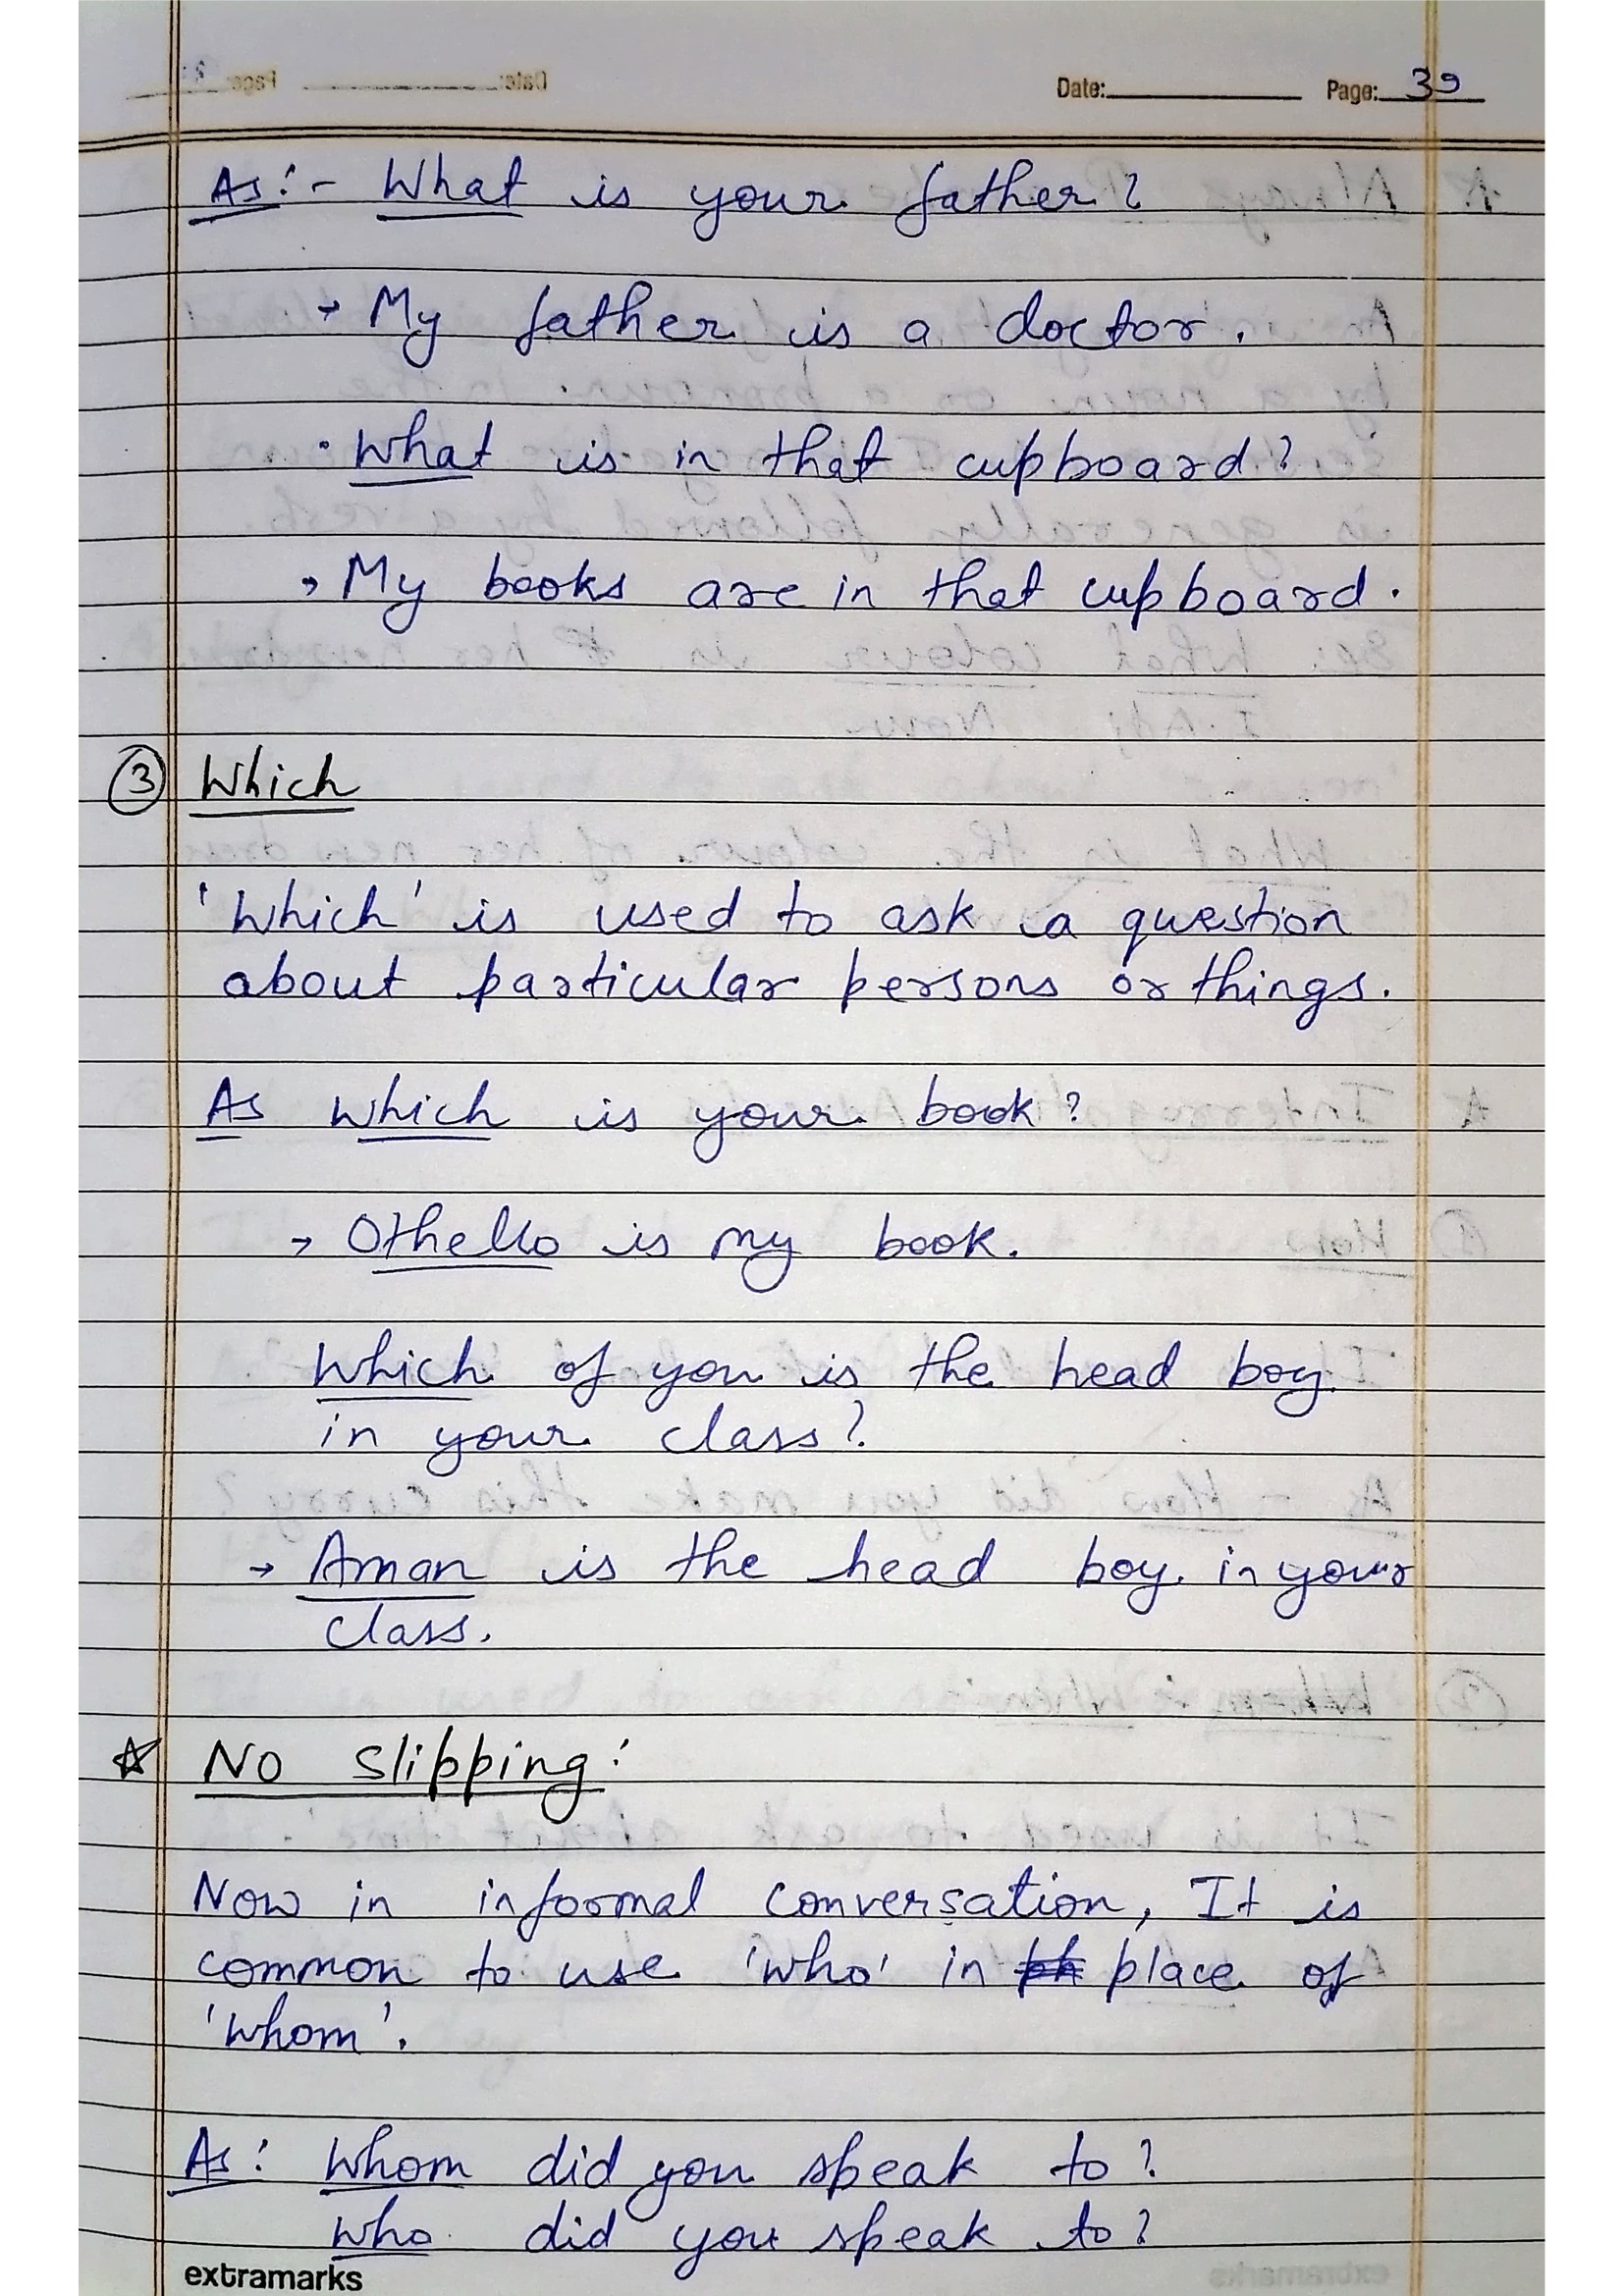 Date: Page: 39
As:- What is your father?
→ My father is a doctor.
· What is in that cupboard?
→ My books are in that cupboard.
③ Which
'Which' is used to ask a question
about particular persons or things.
As Which is your book?
→ Othello is my book.
Which of you is the head boy
in your class?
→ Aman is the head boy in your
class.
☆ No slipping:
Now in informal conversation, It is
common to use 'who' in place of
'whom'.
As: Whom did you speak to?
Who did you speak to?
extramarks